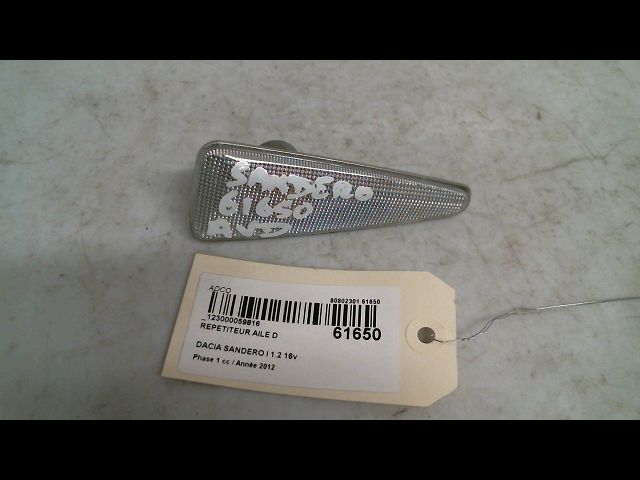 SANDERO
61650
AVD
ADCO
80802301 61650
_123000059816
REPETITEUR AILE D
61650
DACIA SANDERO I 1.2 16v
Phase 1 cc / Année 2012